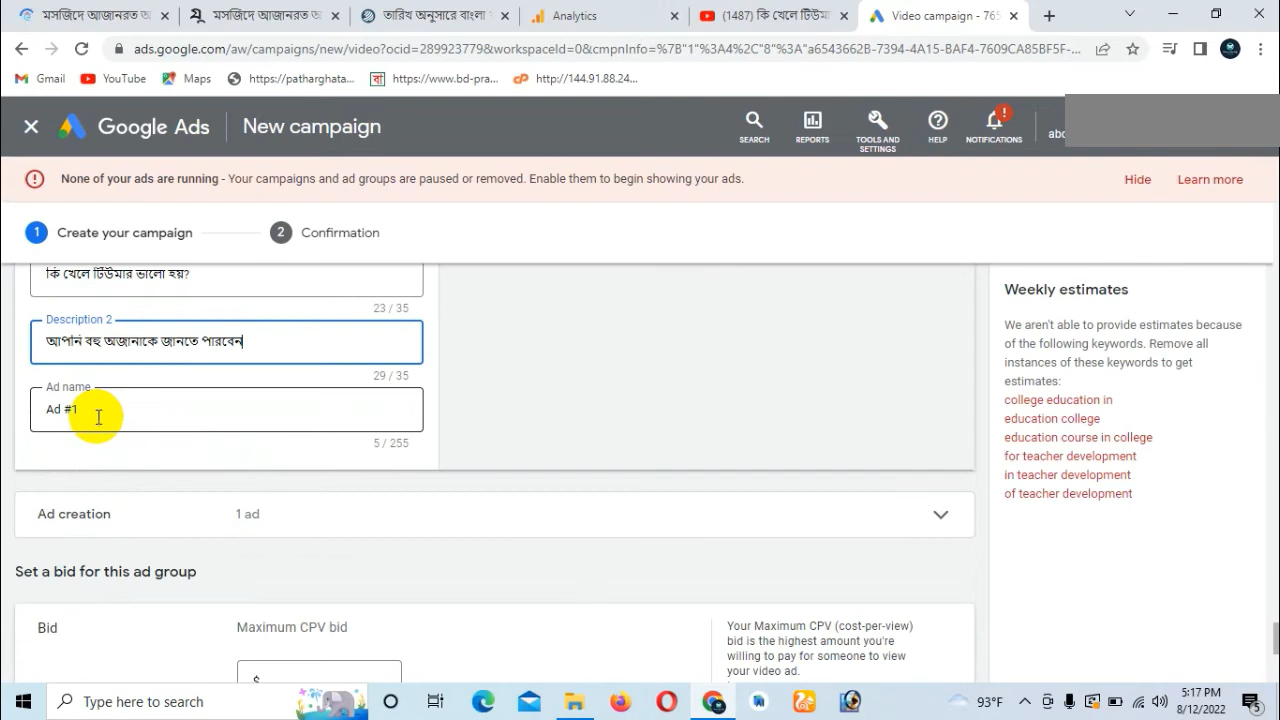 মসজিদে আজানরত অ
মসজিদে আজানরত অ
তারিখ অনুসারে বাংলা
Analytics
(1487) কি খেলে টিউমা
Video campaign - 765
ads.google.com/aw/campaigns/new/video?ocid=289923779&workspaceId=0&cmpnInfo=%7B"1"%3A4%2C"8"%3A"a6543662B-7394-4A15-BAF4-7609CA85BF5F-...
Gmail
YouTube
Maps
https://patharghata...
https://www.bd-pra...
http://144.91.88.24...
Google Ads
New campaign
SEARCH
REPORTS
TOOLS AND SETTINGS
HELP
NOTIFICATIONS
abc
None of your ads are running - Your campaigns and ad groups are paused or removed. Enable them to begin showing your ads.
Hide
Learn more
1
Create your campaign
2
Confirmation
কি খেলে টিউমার ভালো হয়?
23 / 35
Description 2
আপনি বহু অজানাকে জানতে পারবেন
29 / 35
Ad name
Ad #1
5 / 255
Ad creation
1 ad
Set a bid for this ad group
Bid
Maximum CPV bid
$
Your Maximum CPV (cost-per-view)
bid is the highest amount you're
willing to pay for someone to view
your video ad.
Weekly estimates
We aren't able to provide estimates because
of the following keywords. Remove all
instances of these keywords to get
estimates:
college education in
education college
education course in college
for teacher development
in teacher development
of teacher development
Type here to search
93°F
5:17 PM
8/12/2022
5